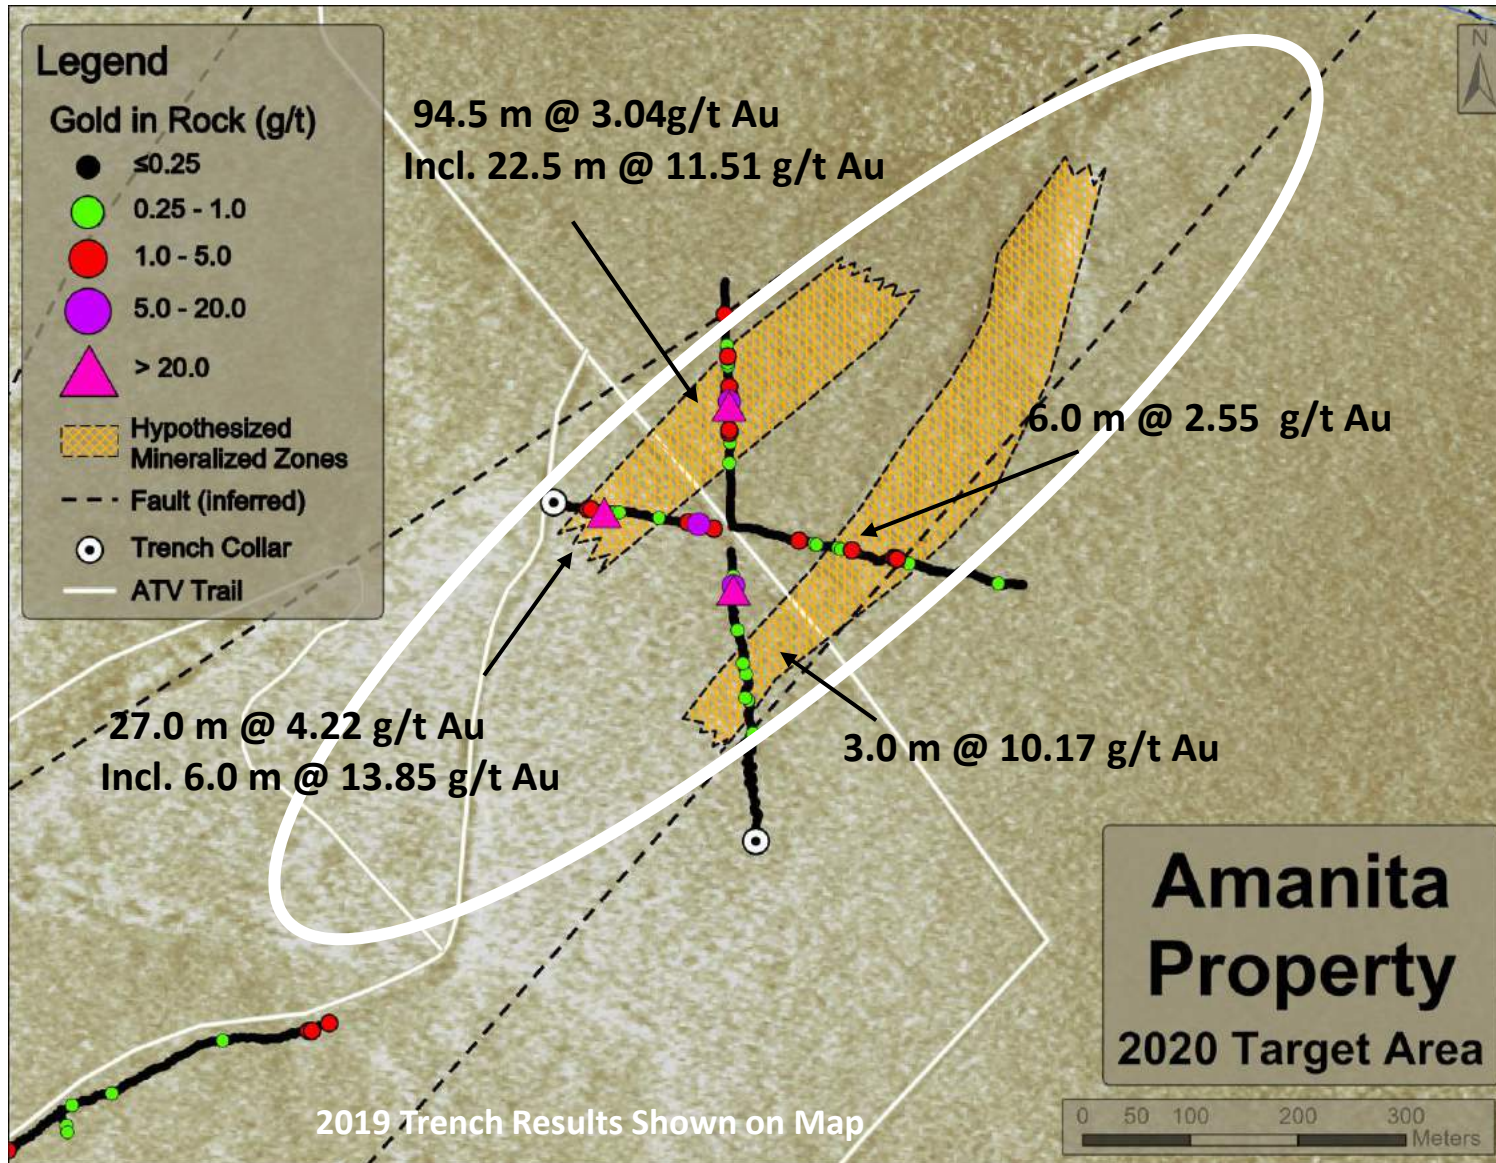 Legend
Gold in Rock (g/t)
≤0.25
0.25 - 1.0
1.0 - 5.0
5.0 - 20.0
> 20.0
Hypothesized
Mineralized Zones
Fault (inferred)
Trench Collar
ATV Trail
94.5 m @ 3.04g/t Au
Incl. 22.5 m @ 11.51 g/t Au
N
6.0 m @ 2.55 g/t Au
27.0 m @ 4.22 g/t Au
Incl. 6.0 m @ 13.85 g/t Au
3.0 m @ 10.17 g/t Au
Amanita
Property
2020 Target Area
2019 Trench Results Shown on Map
0 50 100 200 300
Meters